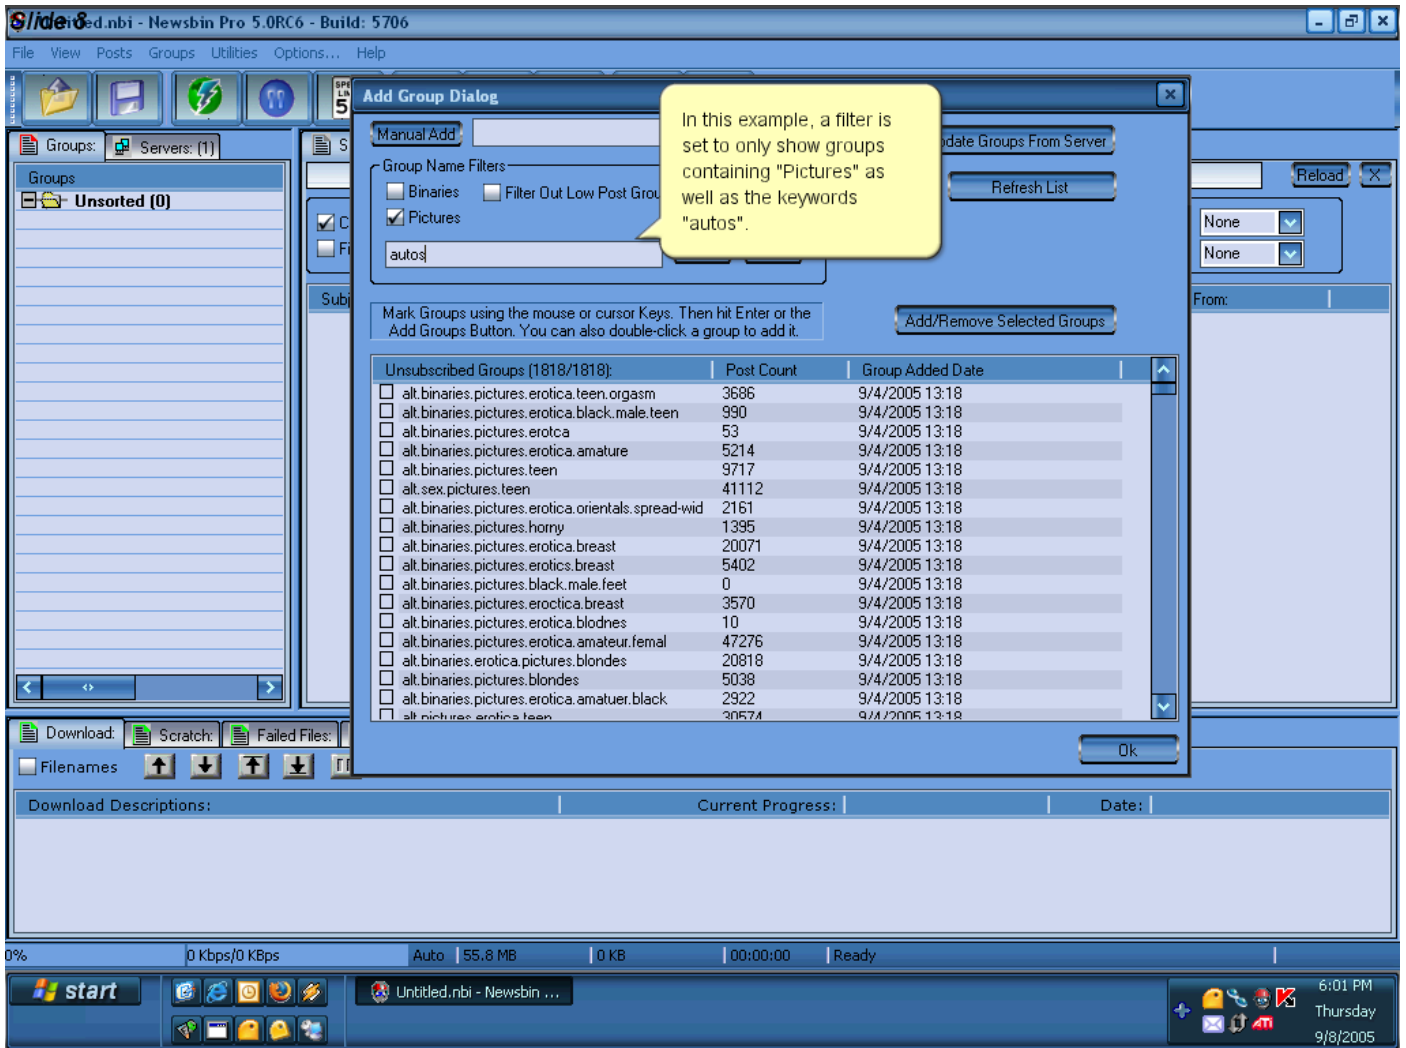 Slide 8
Untitled.nbi - Newsbin Pro 5.0RC6 - Build: 5706
File View Posts Groups Utilities Options... Help
Add Group Dialog
Manual Add
Update Groups From Server
Group Name Filters
Binaries
Filter Out Low Post Grou
Refresh List
Pictures
autos
In this example, a filter is
set to only show groups
containing "Pictures" as
well as the keywords
"autos".
Mark Groups using the mouse or cursor Keys. Then hit Enter or the
Add Groups Button. You can also double-click a group to add it.
Add/Remove Selected Groups
Unsubscribed Groups (1818/1818): Post Count Group Added Date
alt.binaries.pictures.erotica.teen.orgasm 3686 9/4/2005 13:18
alt.binaries.pictures.erotica.black.male.teen 990 9/4/2005 13:18
alt.binaries.pictures.erotca 53 9/4/2005 13:18
alt.binaries.pictures.erotica.amature 5214 9/4/2005 13:18
alt.binaries.pictures.teen 9717 9/4/2005 13:18
alt.sex.pictures.teen 41112 9/4/2005 13:18
alt.binaries.pictures.erotica.orientals.spread-wid 2161 9/4/2005 13:18
alt.binaries.pictures.horny 1395 9/4/2005 13:18
alt.binaries.pictures.erotica.breast 20071 9/4/2005 13:18
alt.binaries.pictures.erotics.breast 5402 9/4/2005 13:18
alt.binaries.pictures.black.male.feet 0 9/4/2005 13:18
alt.binaries.pictures.eroctica.breast 3570 9/4/2005 13:18
alt.binaries.pictures.erotica.blodnes 10 9/4/2005 13:18
alt.binaries.pictures.erotica.amateur.femal 47276 9/4/2005 13:18
alt.binaries.erotica.pictures.blondes 20818 9/4/2005 13:18
alt.binaries.pictures.blondes 5038 9/4/2005 13:18
alt.binaries.pictures.erotica.amatuer.black 2922 9/4/2005 13:18
alt.pictures.erotica.teen 30574 9/4/2005 13:18
Ok
Groups: Servers: (1)
Groups
Unsorted (0)
Reload X
None
None
Subj
From:
Download: Scratch: Failed Files:
Filenames
Download Descriptions: Current Progress: Date:
0% 0 Kbps/0 KBps Auto 55.8 MB 0 KB 00:00:00 Ready
start
Untitled.nbi - Newsbin ...
6:01 PM
Thursday
9/8/2005